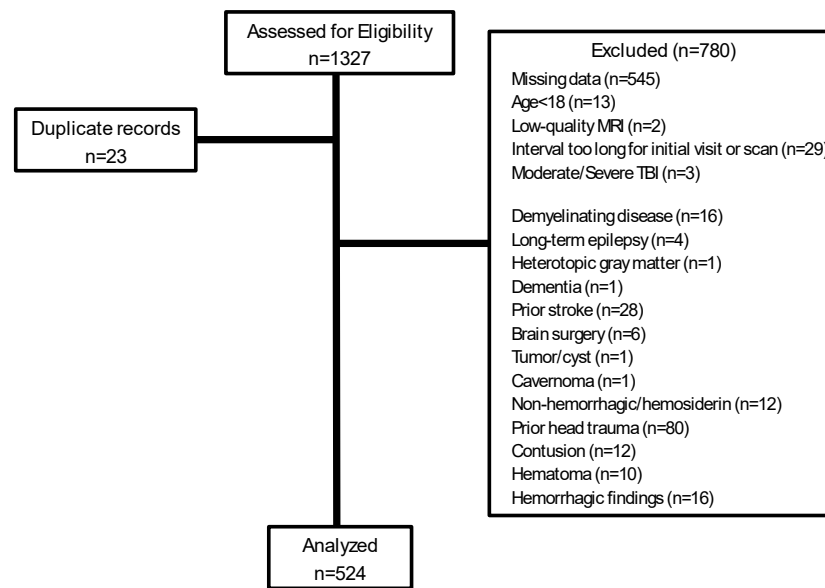 Assessed for Eligibility
n=1327
Duplicate records
n=23
Excluded (n=780)
Missing data (n=545)
Age<18 (n=13)
Low-quality MRI (n=2)
Interval too long for initial visit or scan (n=29)
Moderate/Severe TBI (n=3)
Demyelinating disease (n=16)
Long-term epilepsy (n=4)
Heterotopic gray matter (n=1)
Dementia (n=1)
Prior stroke (n=28)
Brain surgery (n=6)
Tumor/cyst (n=1)
Cavernoma (n=1)
Non-hemorrhagic/hemosiderin (n=12)
Prior head trauma (n=80)
Contusion (n=12)
Hematoma (n=10)
Hemorrhagic findings (n=16)
Analyzed
n=524